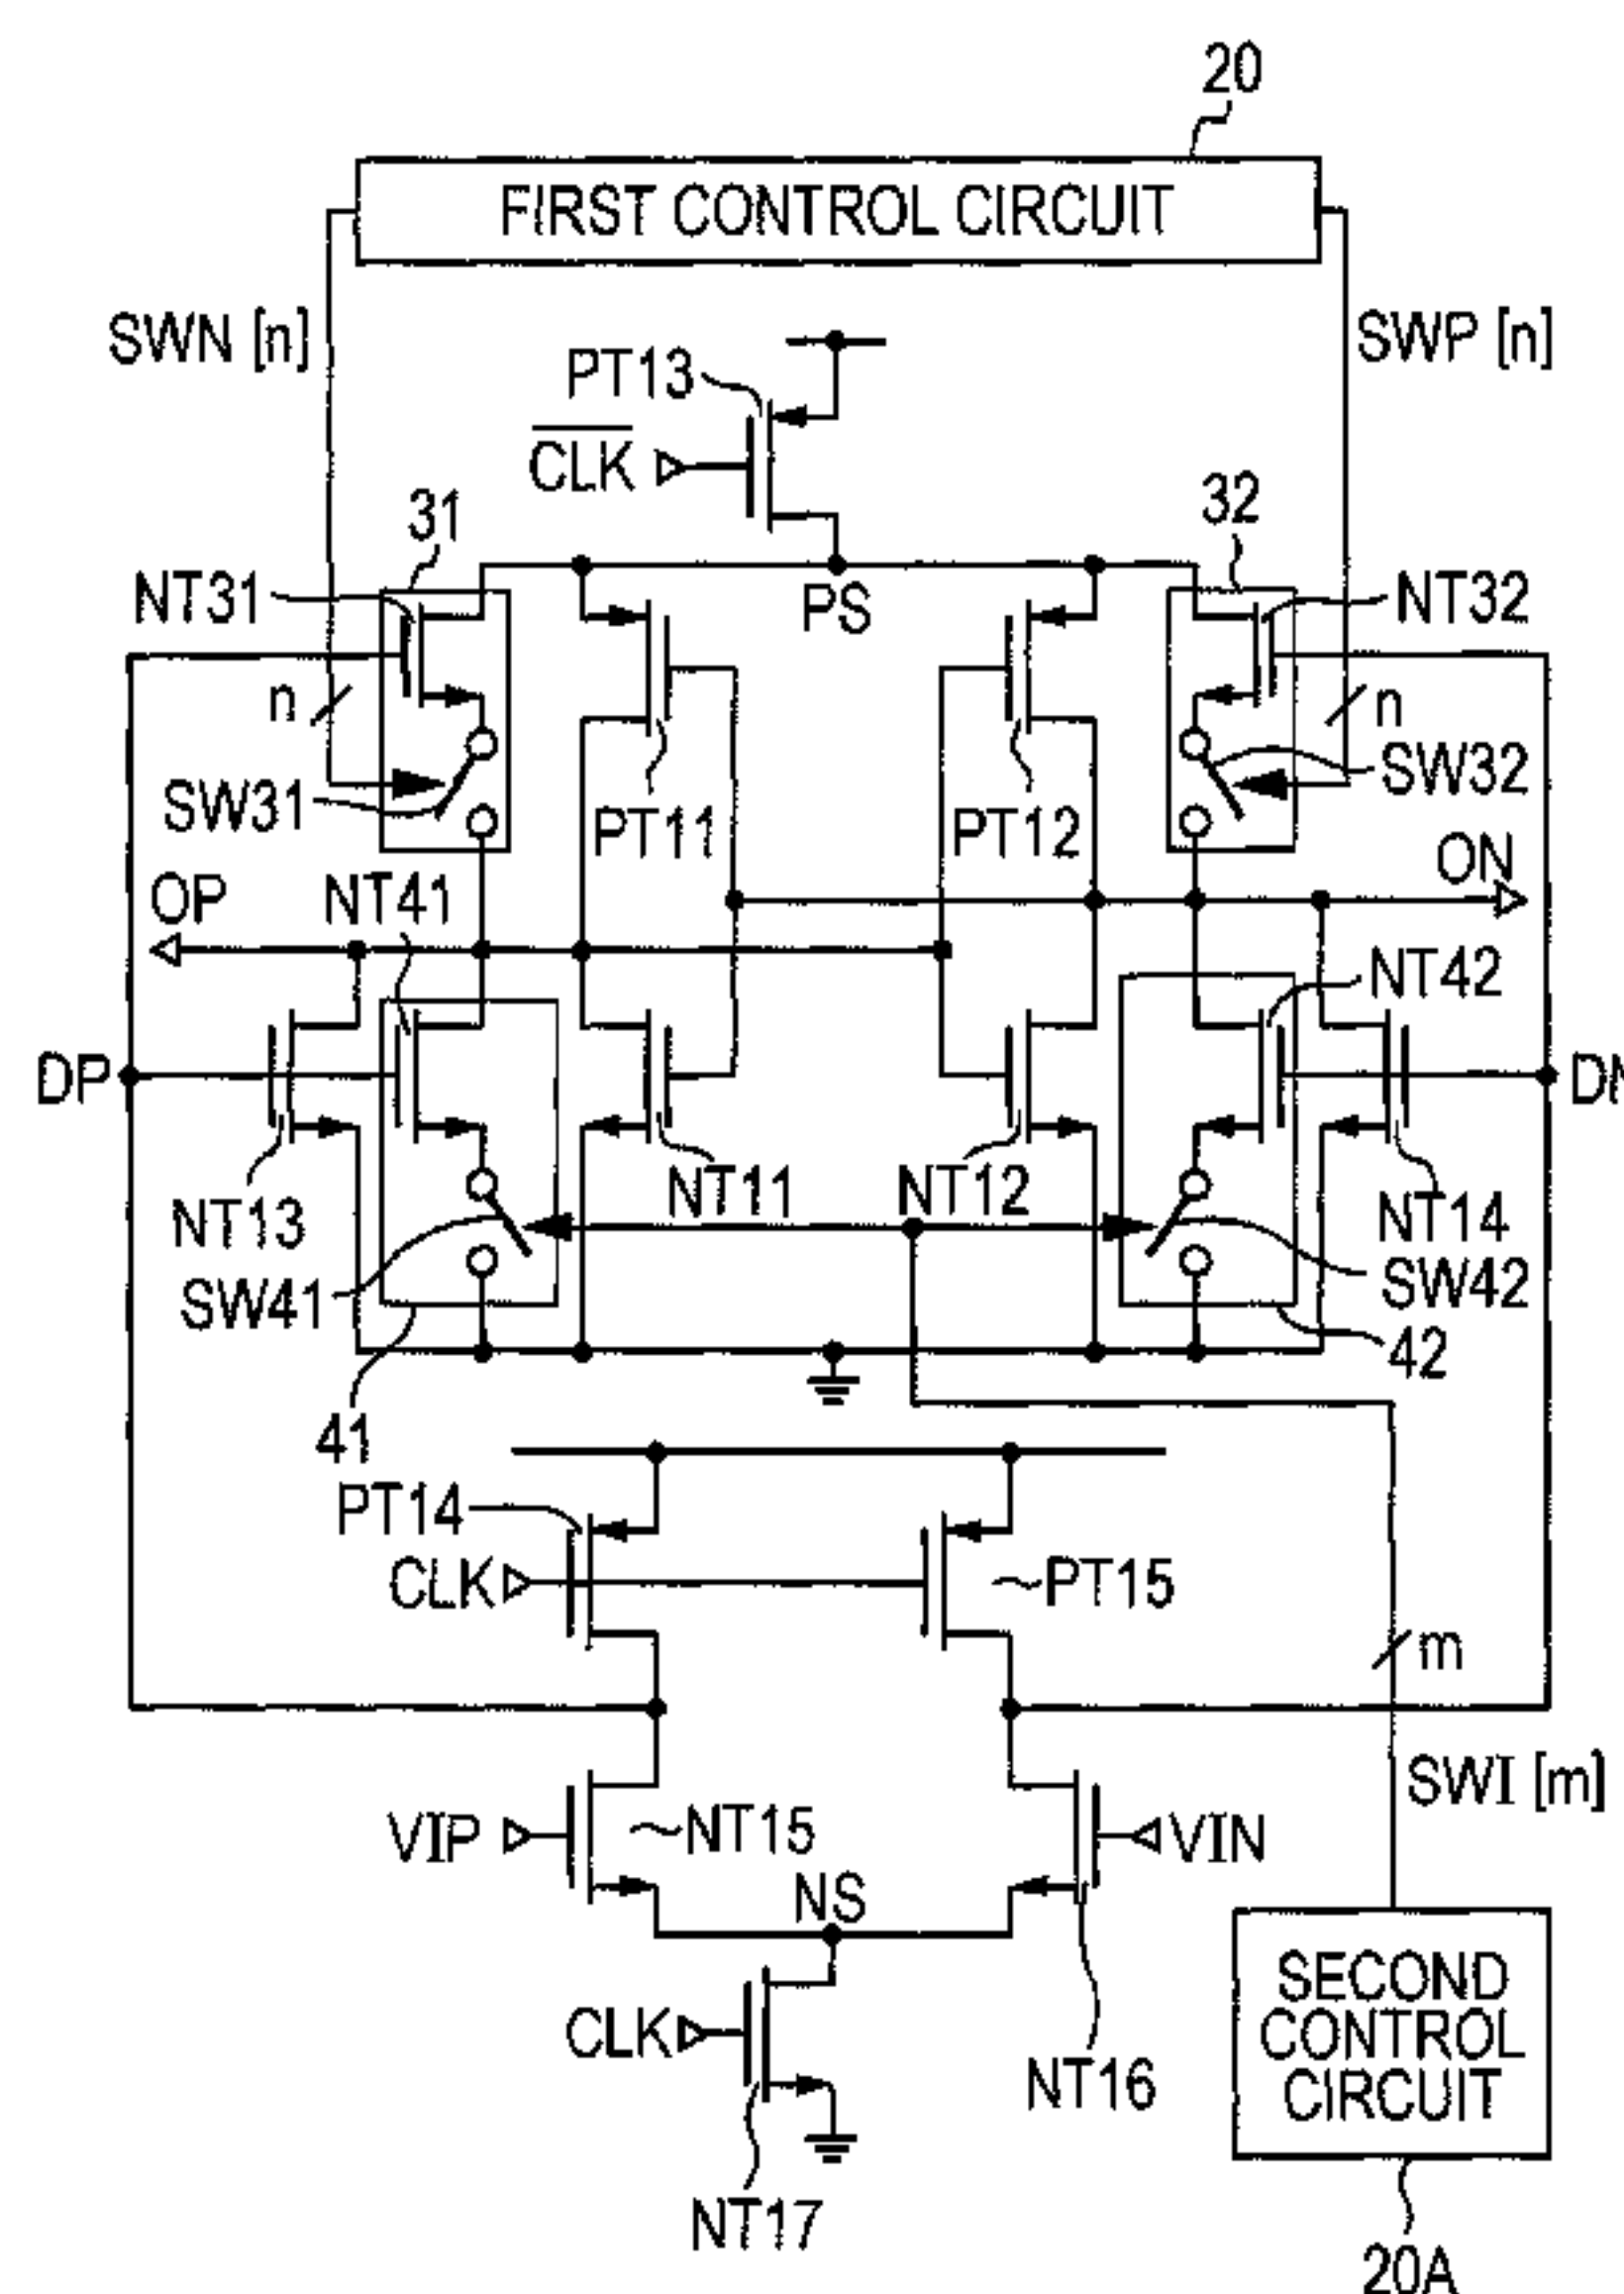 20
FIRST CONTROL CIRCUIT
SWN [n]
SWP [n]
PT13
CLK
31
32
NT31
PS
NT32
n
n
SW31
SW32
PT11
PT12
OP
NT41
ON
NT42
DP
NT13
NT11
NT12
NT14
SW41
SW42
42
41
PT14
CLK
PT15
m
SWI [m]
VIP
NT15
VIN
NS
SECOND
CONTROL
CIRCUIT
CLK
NT16
NT17
20A